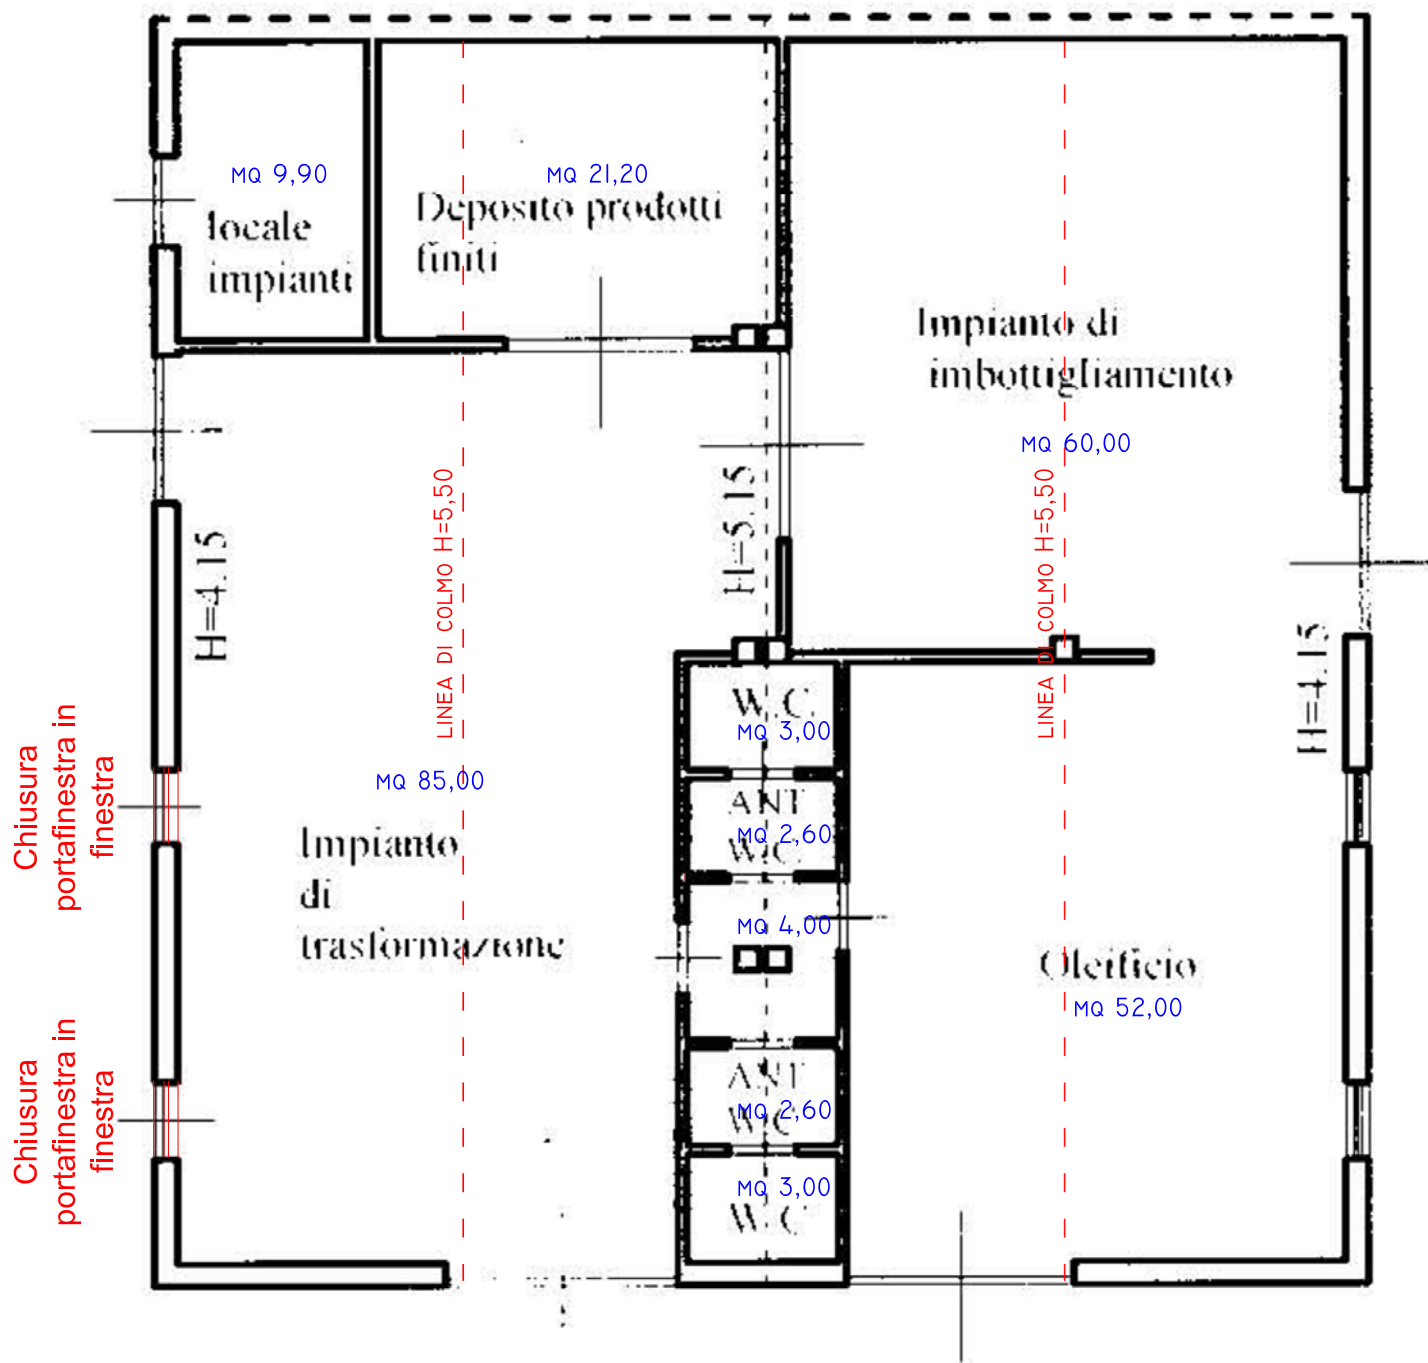 MQ 9,90
locale
impianti
MQ 21,20
Deposito prodotti
finiti
Impianto di
imbottigliamento
MQ 60,00
H=4.15
LINEA DI COLMO H=5,50
H=5.15
LINEA DI COLMO H=5,50
H=4.15
Chiusura
portafinestra in
finestra
MQ 85,00
Impianto
di
trasformazione
W.C.
MQ 3,00
ANT
MQ 2,60
W.C.
MQ 4,00
Oleificio
MQ 52,00
Chiusura
portafinestra in
finestra
ANT
MQ 2,60
W.C
MQ 3,00
W.C